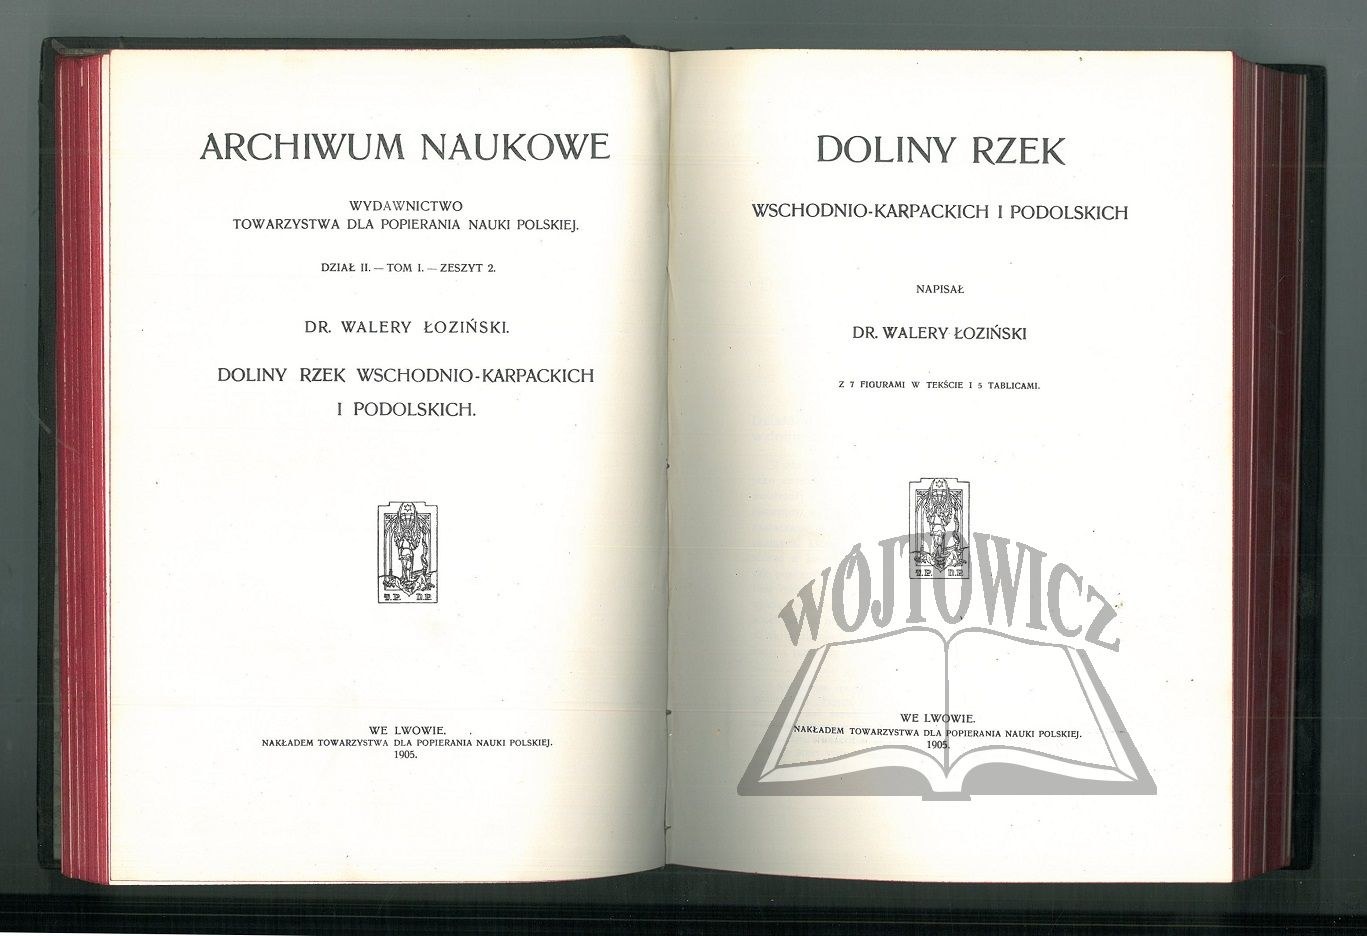 ARCHIWUM NAUKOWE
WYDAWNICTWO
TOWARZYSTWA DLA POPIERANIA NAUKI POLSKIEJ.
DZIAŁ II. — TOM I. — ZESZYT 2.
DR. WALERY ŁOZIŃSKI.
DOLINY RZEK WSCHODNIO-KARPACKICH
I PODOLSKICH.
T. P. N. P.
WE LWOWIE.
NAKŁADEM TOWARZYSTWA DLA POPIERANIA NAUKI POLSKIEJ.
1905.
DOLINY RZEK
WSCHODNIO-KARPACKICH I PODOLSKICH
NAPISAŁ
DR. WALERY ŁOZIŃSKI
Z 7 FIGURAMI W TEKŚCIE I 5 TABLICAMI.
T. P. N. P.
WÓJTOWICZ
WE LWOWIE.
NAKŁADEM TOWARZYSTWA DLA POPIERANIA NAUKI POLSKIEJ.
1905.